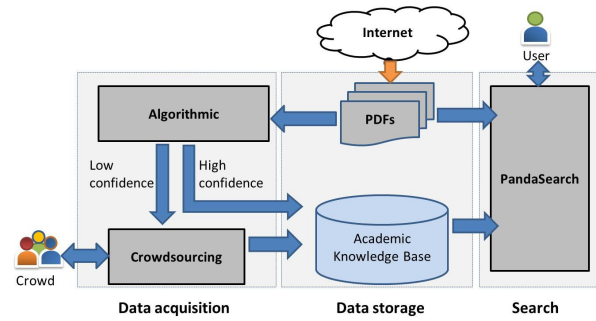 Internet
User
Algorithmic
PDFs
Low
confidence
High
confidence
PandaSearch
Academic
Knowledge Base
Crowdsourcing
Crowd
Data acquisition
Data storage
Search